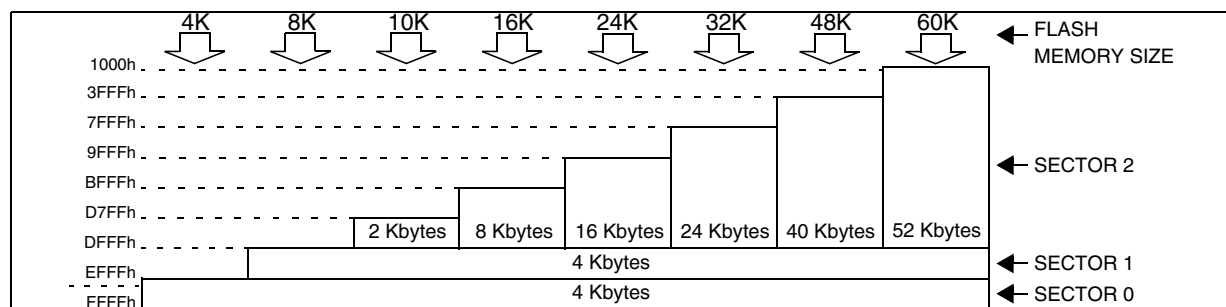 4K 8K 10K 16K 24K 32K 48K 60K
FLASH
MEMORY SIZE
1000h
3FFFh
7FFFh
9FFFh
SECTOR 2
BFFFh
D7FFh
2 Kbytes 8 Kbytes 16 Kbytes 24 Kbytes 40 Kbytes 52 Kbytes
DFFFh
4 Kbytes
SECTOR 1
EFFFh
4 Kbytes
SECTOR 0
FFFFh